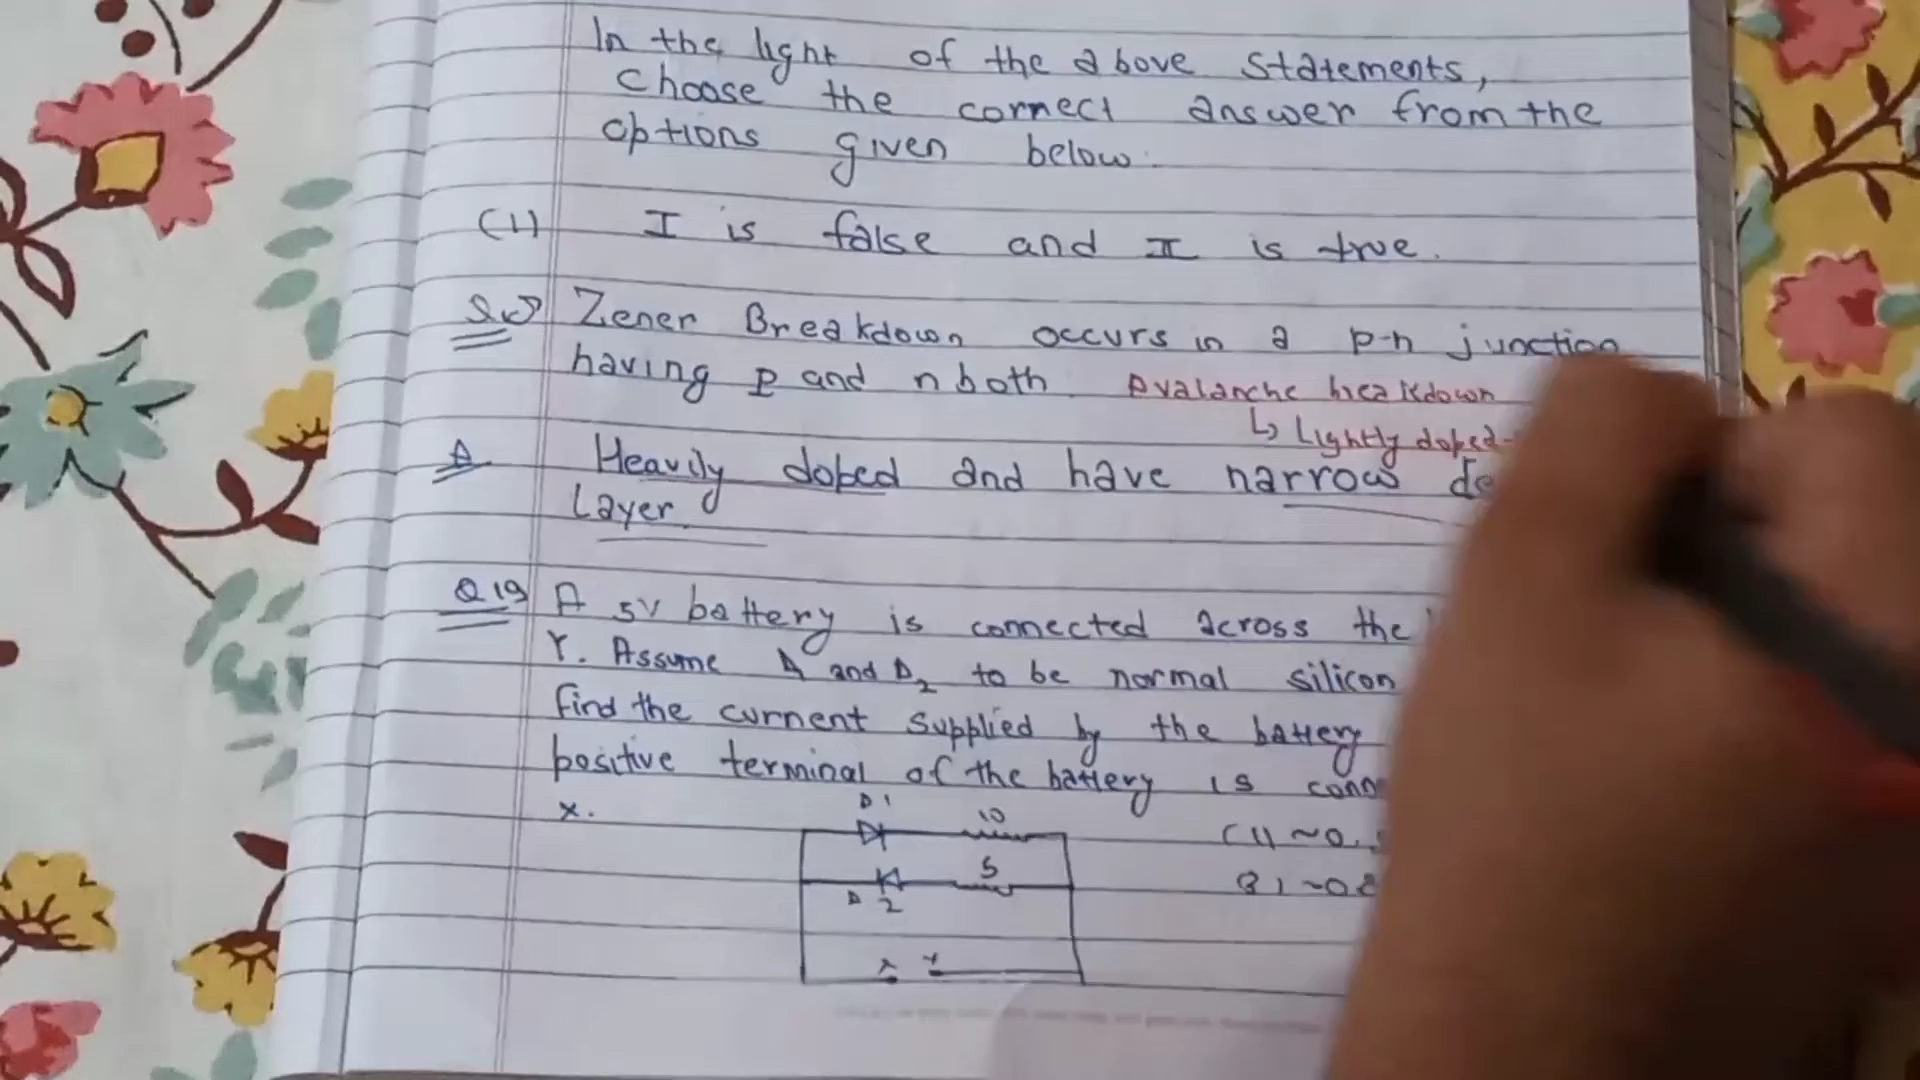 In the light of the above statements,
choose the correct answer from the
options given below.
(1) I is false and II is true.
Zener Breakdown occurs in a p-n junction
having p and n both. Avalanche breakdown
↳ Lightly doped
A Heavily doped and have narrow
Layer.
Q19 A 5V battery is connected across the
Y. Assume D and D2 to be normal silicon
find the current supplied by the battery
positive terminal of the battery is
x.
D1 10
(1) ~0.
5
3) ~0.
D2
X Y